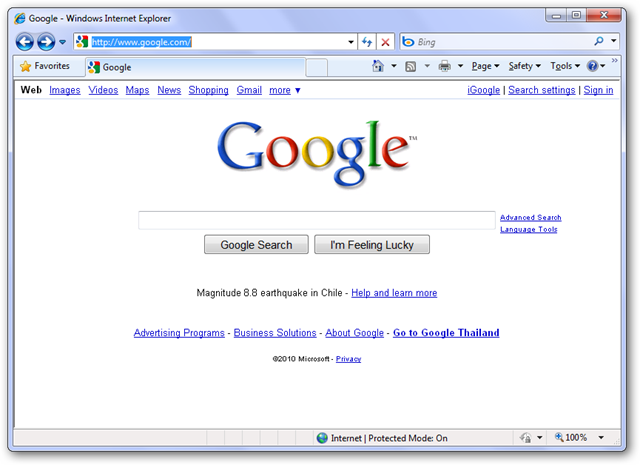 Google - Windows Internet Explorer
http://www.google.com/
Bing
Favorites
Google
Page Safety Tools
Web Images Videos Maps News Shopping Gmail more ▼
iGoogle | Search settings | Sign in
Google™
Advanced Search
Language Tools
Google Search
I'm Feeling Lucky
Magnitude 8.8 earthquake in Chile - Help and learn more
Advertising Programs - Business Solutions - About Google - Go to Google Thailand
©2010 Microsoft - Privacy
Internet | Protected Mode: On
100%